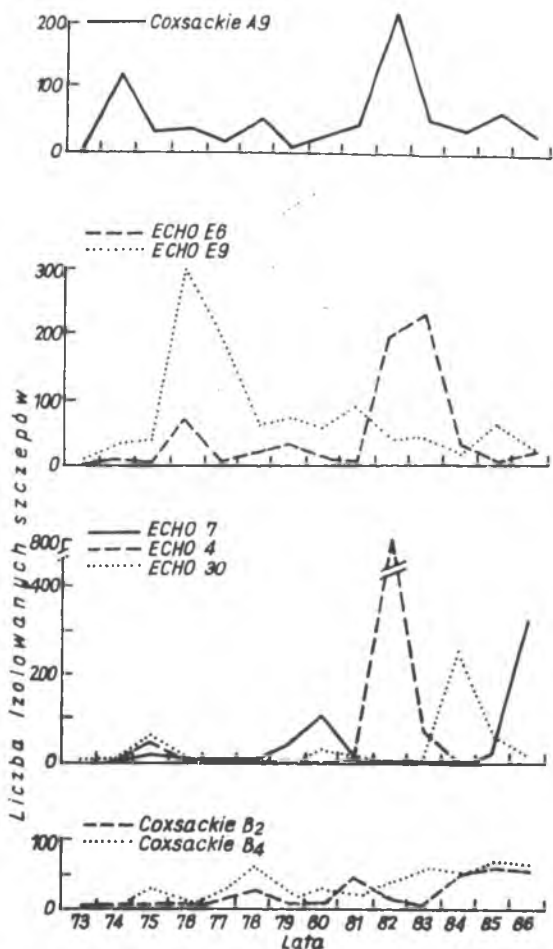 Coxsackie A9
200
100
0
ECHO E6
ECHO E9
300
200
100
0
ECHO 7
ECHO 4
ECHO 30
800
400
200
0
Coxsackie B2
Coxsackie B4
100
0
'73 74 75 76 77 78 79 80 81 82 83 84 85 86
Lata
Liczba izolowanych szczepów